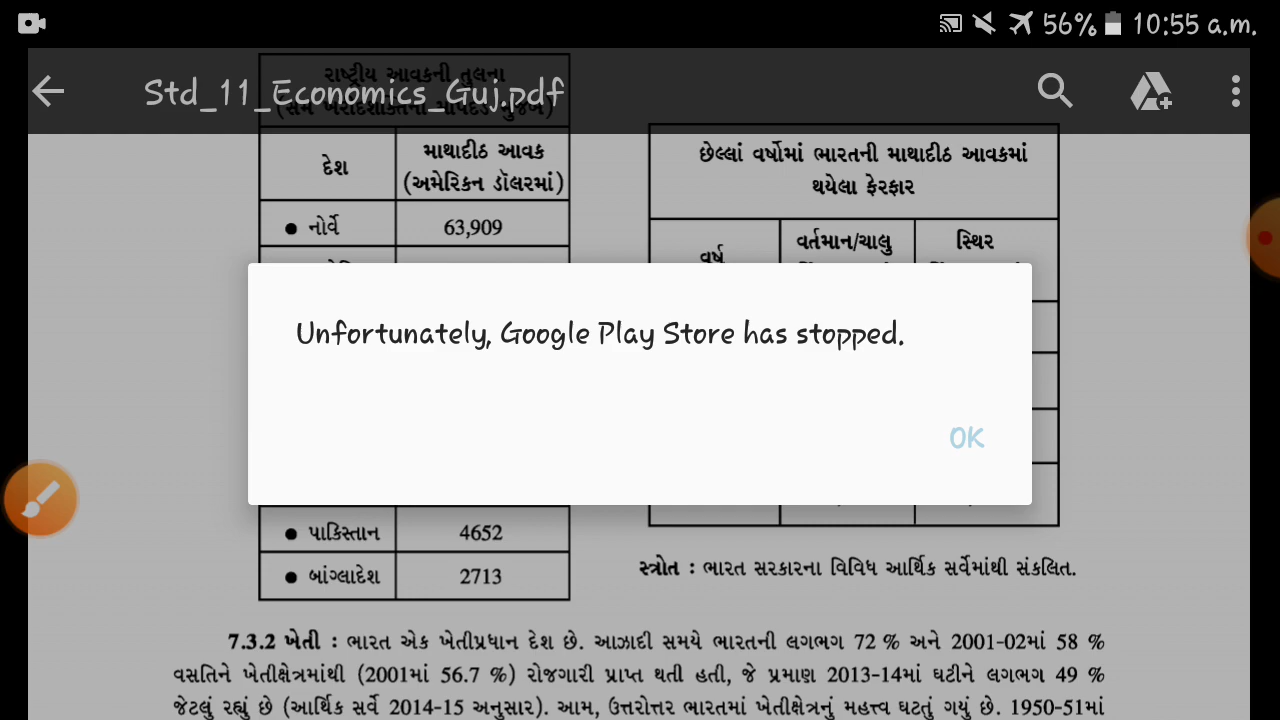 56% 10:55 a.m.
Std_11_Economics_Guj.pdf
રાષ્ટ્રીય આવકની તુલના
દેશ
માથાદીઠ આવક
(અમેરિકન ડૉલરમાં)
નોર્વે 63,909
છેલ્લાં વર્ષોમાં ભારતની માથાદીઠ આવકમાં
થયેલા ફેરફાર
વર્ષ
વર્તમાન/ચાલુ
સ્થિર
Unfortunately, Google Play Store has stopped.
OK
પાકિસ્તાન 4652
બાંગ્લાદેશ 2713
સ્ત્રોત : ભારત સરકારના વિવિધ આર્થિક સર્વેમાંથી સંકલિત.
7.3.2 ખેતી : ભારત એક ખેતીપ્રધાન દેશ છે. આઝાદી સમયે ભારતની લગભગ 72 % અને 2001-02માં 58 %
વસતિને ખેતીક્ષેત્રમાંથી (2001માં 56.7 %) રોજગારી પ્રાપ્ત થતી હતી, જે પ્રમાણ 2013-14માં ઘટીને લગભગ 49 %
જેટલું રહ્યું છે (આર્થિક સર્વે 2014-15 અનુસાર). આમ, ઉત્તરોત્તર ભારતમાં ખેતીક્ષેત્રનું મહત્ત્વ ઘટતું ગયું છે. 1950-51માં